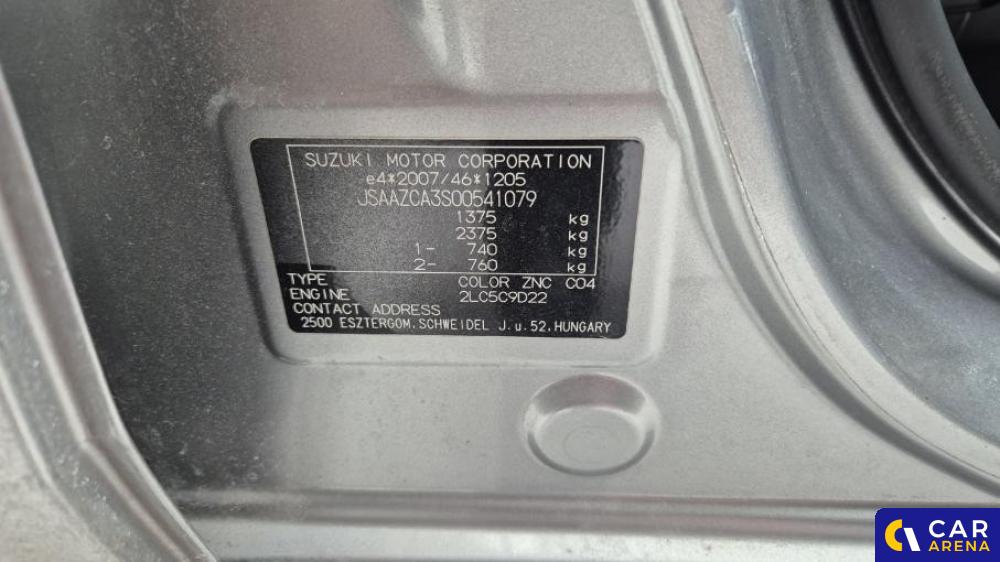 SUZUKI MOTOR CORPORATION
e4*2007/46*1205
JSAAZCA3S00541079
1375 kg
2375 kg
1- 740 kg
2- 760 kg
TYPE COLOR ZNC C04
ENGINE 2LC5C9D22
CONTACT ADDRESS
2500 ESZTERGOM.SCHWEIDEL J.u.52.HUNGARY
CAR
ARENA